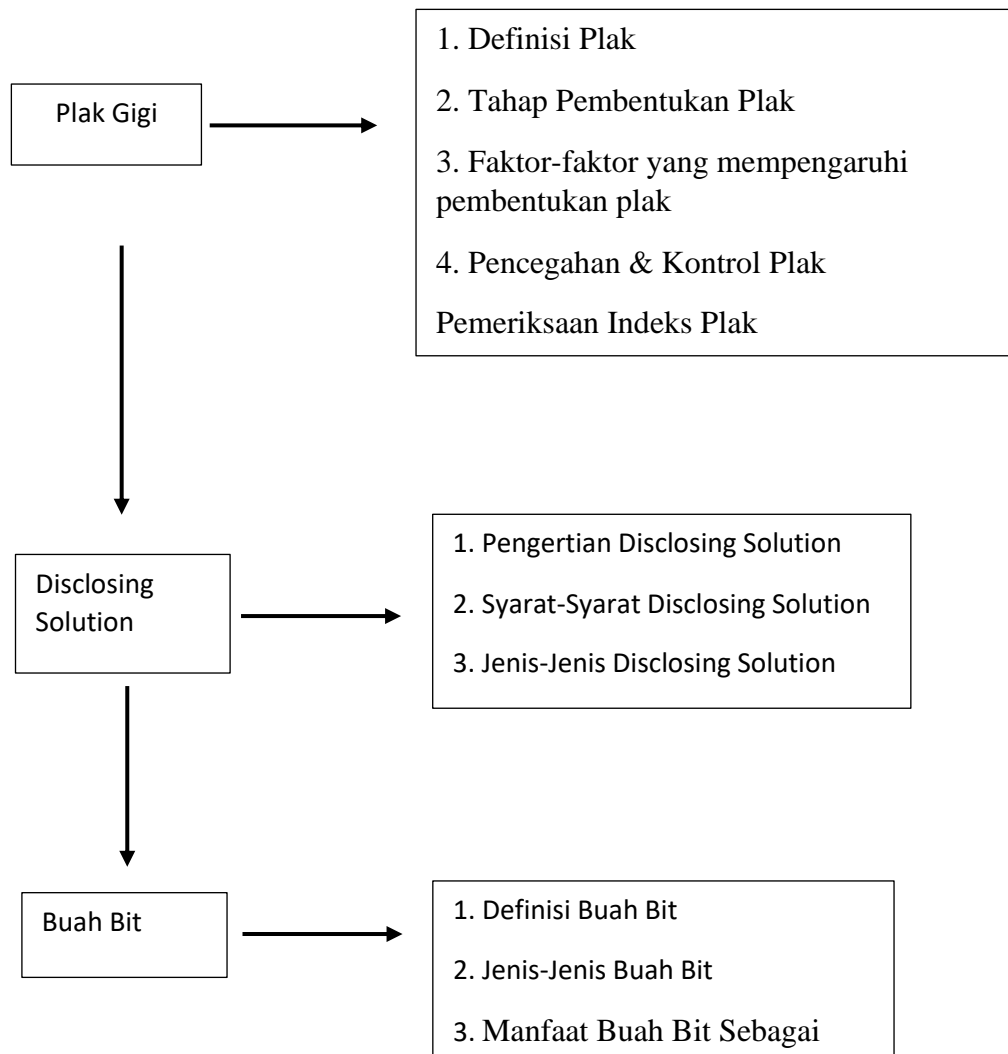 Plak Gigi
1. Definisi Plak
2. Tahap Pembentukan Plak
3. Faktor-faktor yang mempengaruhi
pembentukan plak
4. Pencegahan & Kontrol Plak
Pemeriksaan Indeks Plak
Disclosing
Solution
1. Pengertian Disclosing Solution
2. Syarat-Syarat Disclosing Solution
3. Jenis-Jenis Disclosing Solution
Buah Bit
1. Definisi Buah Bit
2. Jenis-Jenis Buah Bit
3. Manfaat Buah Bit Sebagai